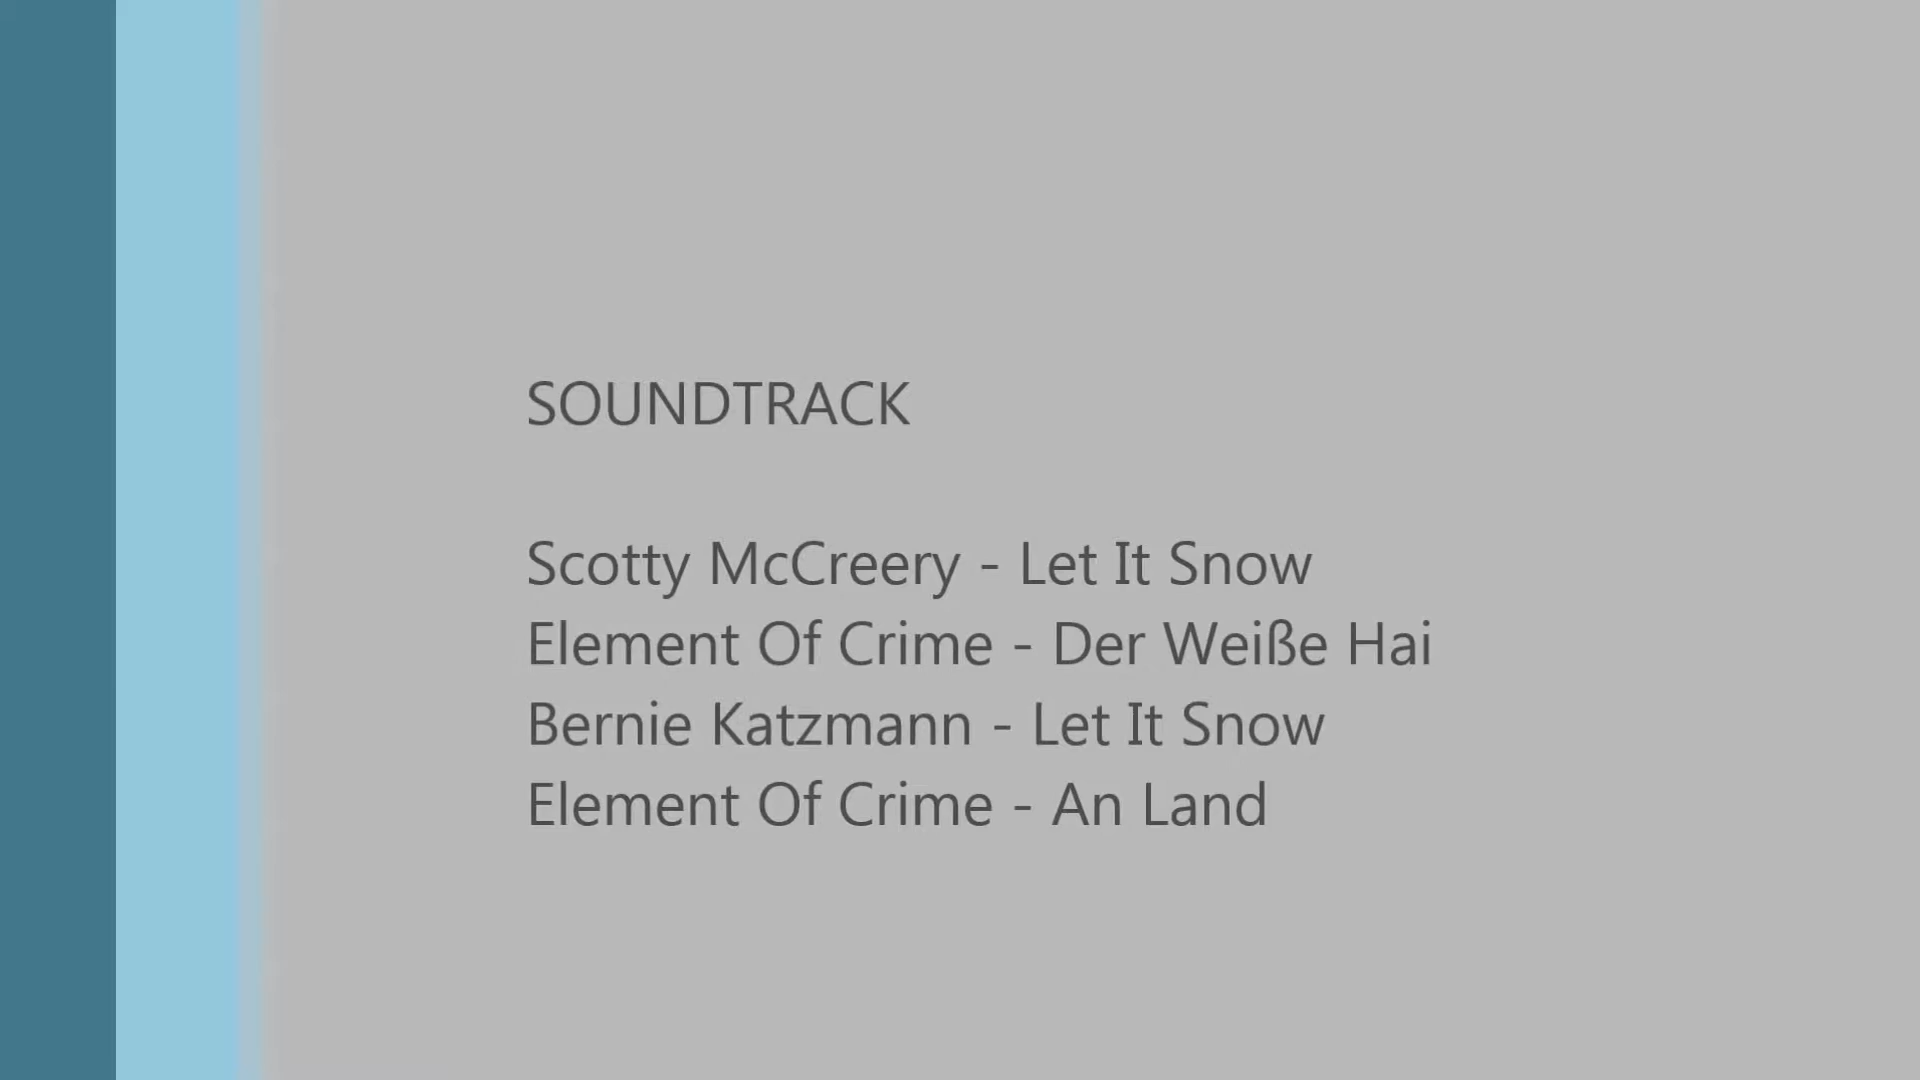 SOUNDTRACK
Scotty McCreery - Let It Snow
Element Of Crime - Der Weiße Hai
Bernie Katzmann - Let It Snow
Element Of Crime - An Land